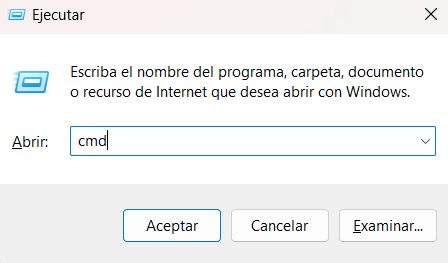 Ejecutar
Escriba el nombre del programa, carpeta, documento
o recurso de Internet que desea abrir con Windows.
Abrir: cmd
Aceptar Cancelar Examinar...